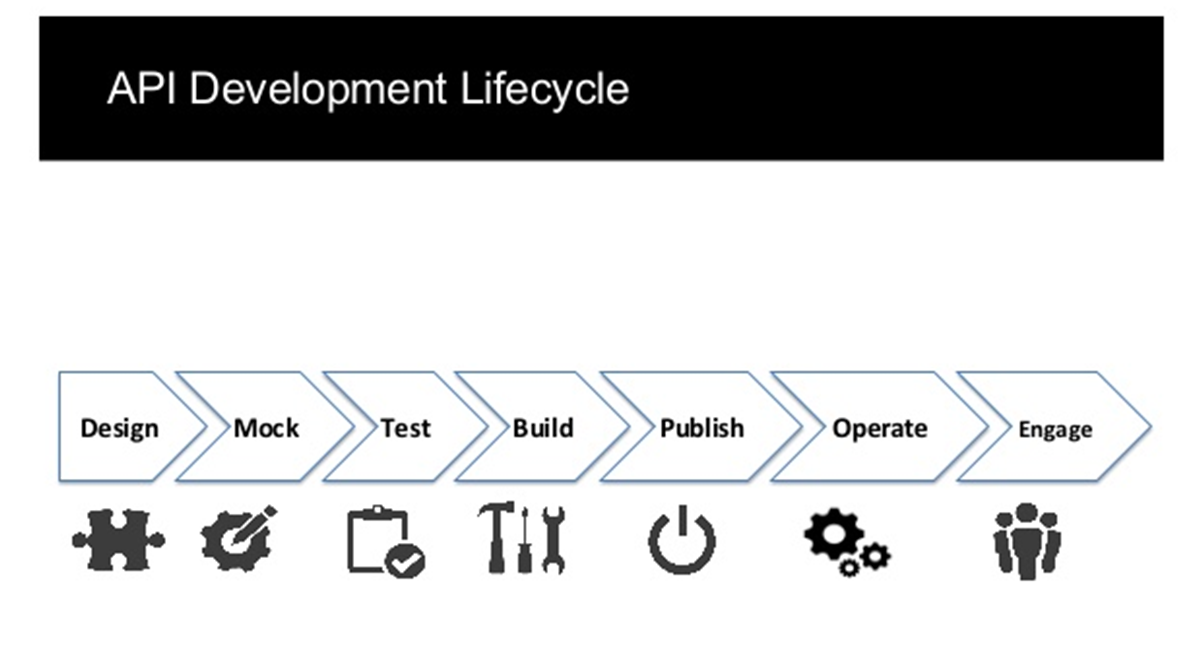 API Development Lifecycle
Design Mock Test Build Publish Operate Engage